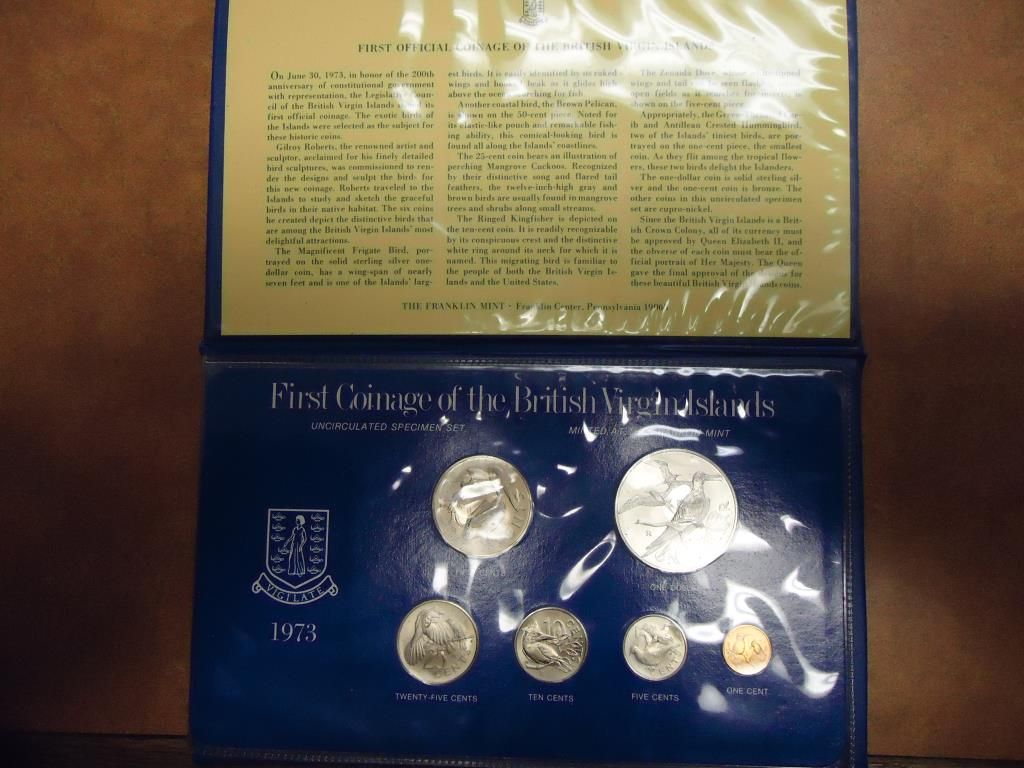 FIRST OFFICIAL COINAGE OF THE BRITISH VIRGIN ISLANDS
On June 30, 1973, in honor of the 200th
anniversary of constitutional government
with representation, the Legislative Coun-
cil of the British Virgin Islands its
first official coinage. The exotic birds of
the Islands were selected as the subject for
these historic coins.
Gilroy Roberts, the renowned artist and
sculptor, acclaimed for his finely detailed
bird sculptures, was commissioned to ren-
der the designs and sculpt the birds for
this new coinage. Roberts traveled to the
Islands to study and sketch the graceful
birds in their native habitat. The six coins
he created depict the distinctive birds that
are among the British Virgin Islands' most
delightful attractions.
The Magnificent Frigate Bird, por-
trayed on the solid sterling silver one-
dollar coin, has a wing-span of nearly
seven feet and is one of the Islands' larg-
est birds. It is easily identified by its raked
wings and hooked beak as it glides high
above the ocean searching for fish.
Another coastal bird, the Brown Pelican,
is shown on the 50-cent piece. Noted for
its elastic-like pouch and remarkable fish-
ing ability, this comical-looking bird is
found all along the Islands' coastlines.
The 25-cent coin bears an illustration of
perching Mangrove Cuckoos. Recognized
by their distinctive song and flared tail
feathers, the twelve-inch-high gray and
brown birds are usually found in mangrove
trees and shrubs along small streams.
The Ringed Kingfisher is depicted on
the ten-cent coin. It is readily recognizable
by its conspicuous crest and the distinctive
white ring around its neck for which it is
named. This migrating bird is familiar to
the people of both the British Virgin Is-
lands and the United States.
The Zenaida Dove, whose tipped
wings and tail can be seen
open fields as it searches for insects, is
shown on the five-cent piece.
Appropriately, the Green
and Antillean Crested Hummingbird,
two of the Islands' tiniest birds, are por-
trayed on the one-cent piece, the smallest
coin. As they flit among the tropical flow-
ers, these two birds delight the Islanders.
The one-dollar coin is solid sterling sil-
ver and the one-cent coin is bronze. The
other coins in this uncirculated specimen
set are cupro-nickel.
Since the British Virgin Islands is a Brit-
ish Crown Colony, all of its currency must
be approved by Queen Elizabeth II, and
the obverse of each coin must bear the of-
ficial portrait of Her Majesty. The Queen
gave the final approval of the designs for
these beautiful British Virgin Islands coins.
THE FRANKLIN MINT • Franklin Center, Pennsylvania
First Coinage of the British Virgin Islands
UNCIRCULATED SPECIMEN SET
MINTED AT THE FRANKLIN MINT
VIGILATE
1973
ONE DOLLAR
TWENTY-FIVE CENTS
TEN CENTS
FIVE CENTS
ONE CENT